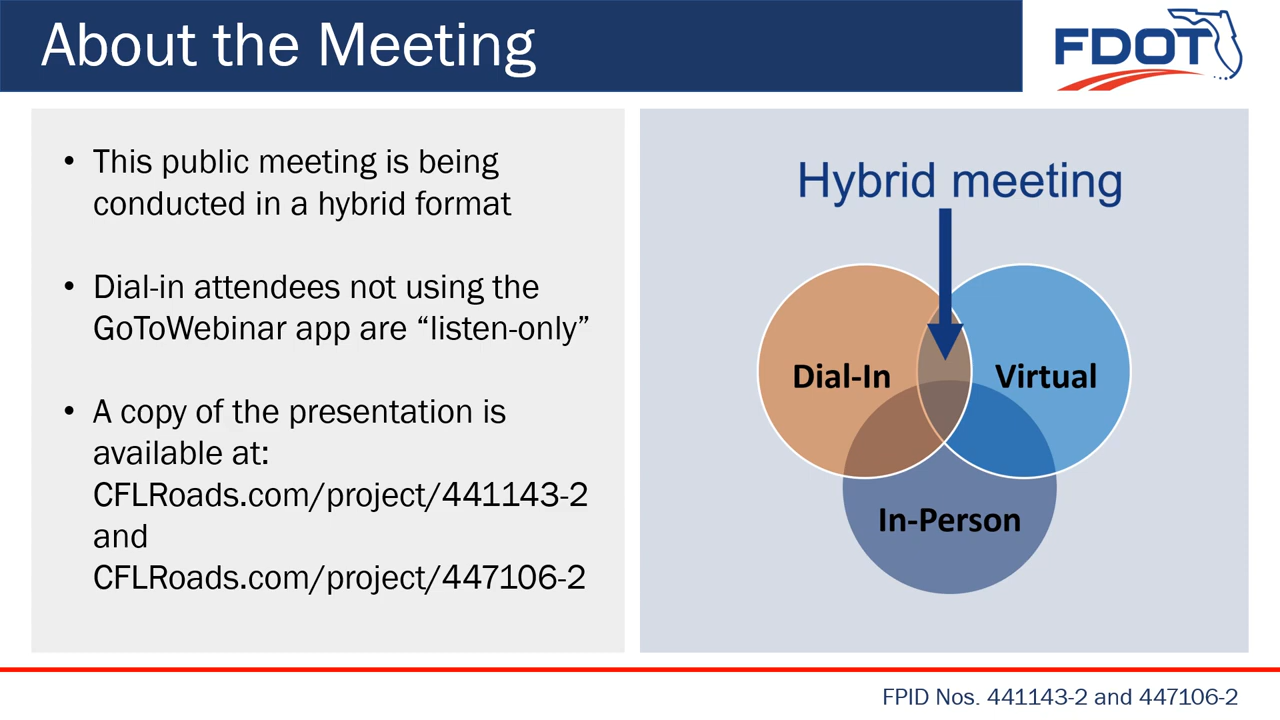 About the Meeting
FDOT
• This public meeting is being
conducted in a hybrid format
• Dial-in attendees not using the
GoToWebinar app are “listen-only”
• A copy of the presentation is
available at:
CFLRoads.com/project/441143-2
and
CFLRoads.com/project/447106-2
Hybrid meeting
Dial-In
Virtual
In-Person
FPID Nos. 441143-2 and 447106-2